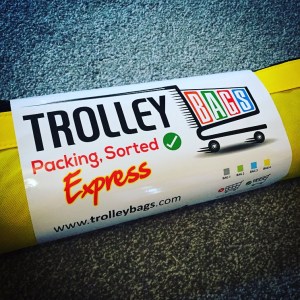 TROLLEY BAGS
Packing, Sorted
Express
www.trolleybags.com